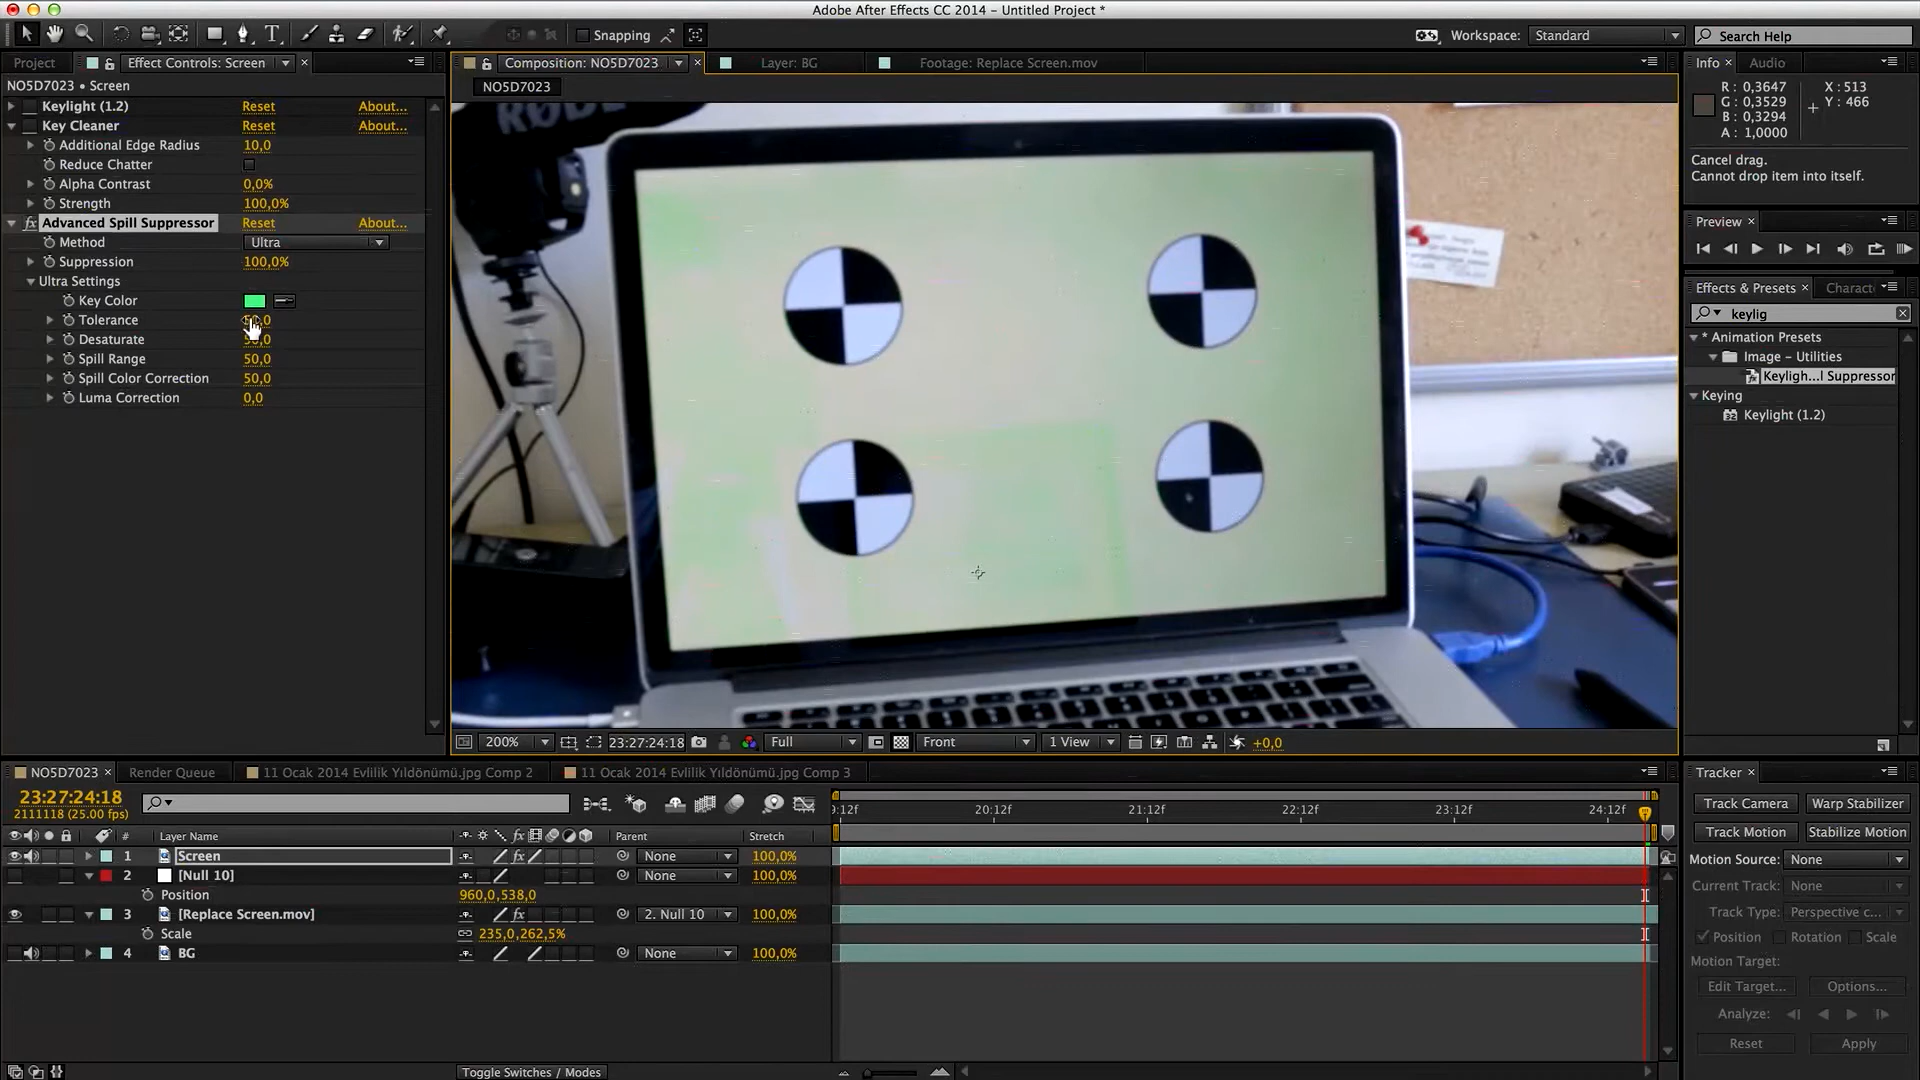 Adobe After Effects CC 2014 – Untitled Project *
Snapping
Workspace: Standard
Search Help
Project
Effect Controls: Screen
Composition: NO5D7023
Layer: BG
Footage: Replace Screen.mov
Info
Audio
NO5D7023 • Screen
NO5D7023
Keylight (1.2) Reset About...
Key Cleaner Reset About...
Additional Edge Radius 10,0
Reduce Chatter
Alpha Contrast 0,0%
Strength 100,0%
Advanced Spill Suppressor Reset About...
Method Ultra
Suppression 100,0%
Ultra Settings
Key Color
Tolerance
Desaturate
Spill Range 50,0
Spill Color Correction 50,0
Luma Correction 0,0
RØDE
R: 0,3647
G: 0,3529
B: 0,3294
A: 1,0000
X: 513
Y: 466
Cancel drag.
Cannot drop item into itself.
Preview
Effects & Presets
Charact
keylig
* Animation Presets
Image – Utilities
Keyligh...l Suppressor
Keying
Keylight (1.2)
200%
23:27:24:18
Full
Front
1 View
+0,0
NO5D7023
Render Queue
11 Ocak 2014 Evlilik Yıldönümü.jpg Comp 2
11 Ocak 2014 Evlilik Yıldönümü.jpg Comp 3
23:27:24:18
2111118 (25.00 fps)
:12f 20:12f 21:12f 22:12f 23:12f 24:12f
# Layer Name Parent Stretch
1 Screen None 100,0%
2 [Null 10] None 100,0%
Position 960,0,538,0
3 [Replace Screen.mov] 2. Null 10 100,0%
Scale 235,0,262,5%
4 BG None 100,0%
Toggle Switches / Modes
Tracker
Track Camera
Warp Stabilizer
Track Motion
Stabilize Motion
Motion Source: None
Current Track: None
Track Type: Perspective c...
Position Rotation Scale
Motion Target:
Edit Target...
Options...
Analyze:
Reset
Apply